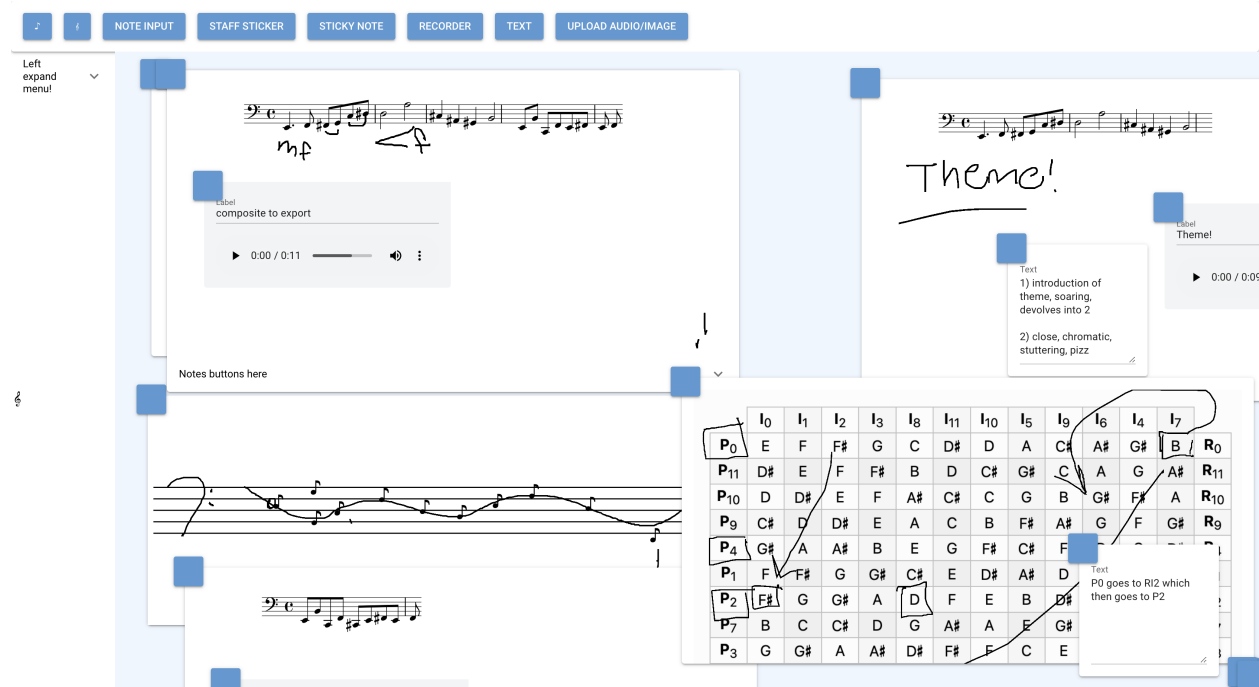 ♪ 𝄞 NOTE INPUT STAFF STICKER STICKY NOTE RECORDER TEXT UPLOAD AUDIO/IMAGE
Left
expand
menu!
mf f
Label
composite to export
0:00 / 0:11
Notes buttons here
Theme!
Label
Theme!
0:00 / 0:09
Text
1) introduction of
theme, soaring,
devolves into 2
2) close, chromatic,
stuttering, pizz
I0 I1 I2 I3 I8 I11 I10 I5 I9 I6 I4 I7
P0 E F F# G C D# D A C# A# G# B R0
P11 D# E F F# B D C# G# C A G A# R11
P10 D D# E F A# C# C G B G# F# A R10
P9 C# D D# E A C B F# A# G F G# R9
P4 G# A A# B E G F# C# F
P1 F F# G G# C# E D# A# D
P2 F# G G# A D F E B D#
P7 B C C# D G A# A E G#
P3 G G# A A# D# F# F C E
Text
P0 goes to RI2 which
then goes to P2